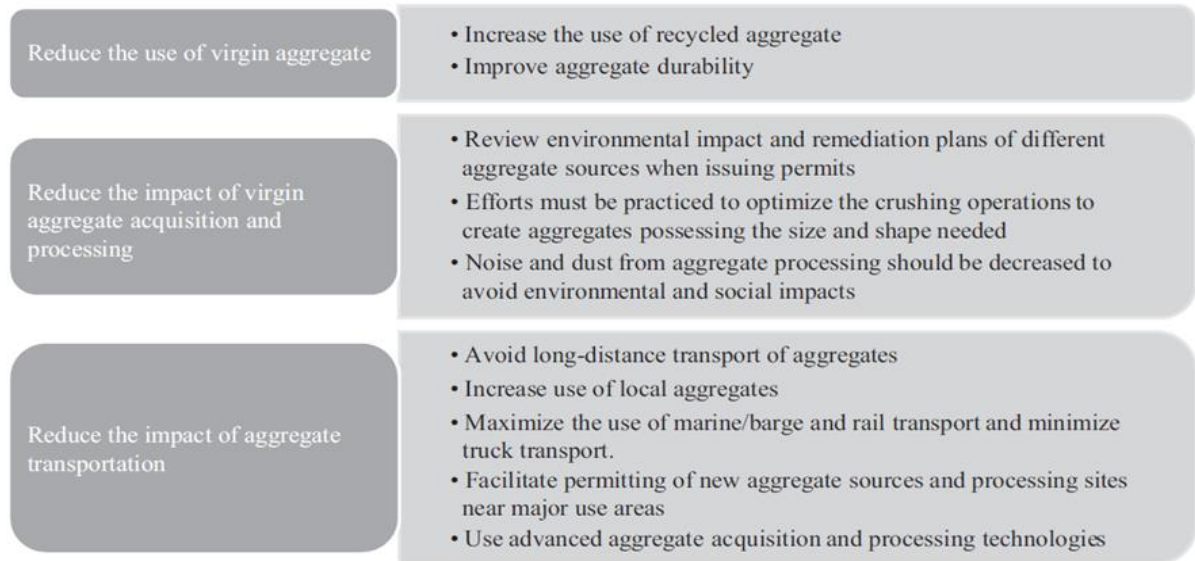 Reduce the use of virgin aggregate
• Increase the use of recycled aggregate
• Improve aggregate durability
Reduce the impact of virgin
aggregate acquisition and
processing
• Review environmental impact and remediation plans of different
aggregate sources when issuing permits
• Efforts must be practiced to optimize the crushing operations to
create aggregates possessing the size and shape needed
• Noise and dust from aggregate processing should be decreased to
avoid environmental and social impacts
Reduce the impact of aggregate
transportation
• Avoid long-distance transport of aggregates
• Increase use of local aggregates
• Maximize the use of marine/barge and rail transport and minimize
truck transport.
• Facilitate permitting of new aggregate sources and processing sites
near major use areas
• Use advanced aggregate acquisition and processing technologies